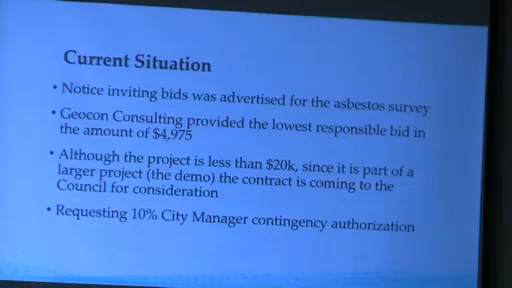 Current Situation
• Notice inviting bids was advertised for the asbestos survey
• Geocon Consulting provided the lowest responsible bid in
the amount of $4,975
• Although the project is less than $20k, since it is part of a
larger project (the demo) the contract is coming to the
Council for consideration
• Requesting 10% City Manager contingency authorization